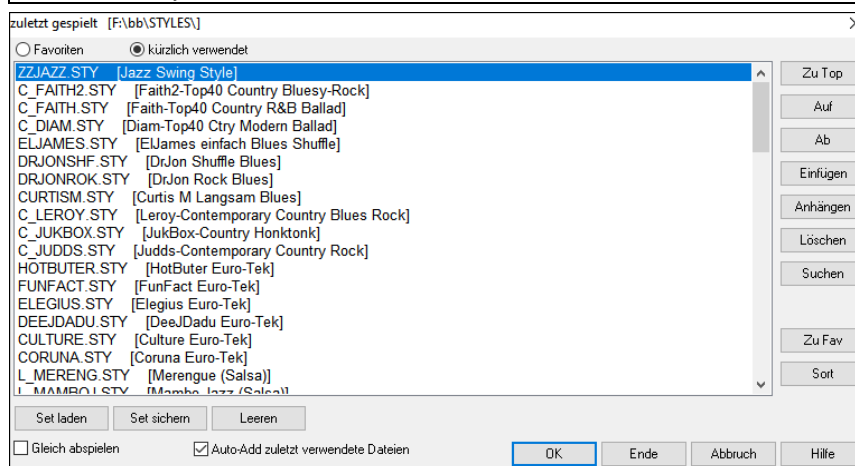 zuletzt gespielt [F:\bb\STYLES\]
Favoriten kürzlich verwendet
ZZJAZZ.STY [Jazz Swing Style]
C_FAITH2.STY [Faith2-Top40 Country Bluesy-Rock]
C_FAITH.STY [Faith-Top40 Country R&B Ballad]
C_DIAM.STY [Diam-Top40 Ctry Modern Ballad]
ELJAMES.STY [ElJames einfach Blues Shuffle]
DRJONSHF.STY [DrJon Shuffle Blues]
DRJONROK.STY [DrJon Rock Blues]
CURTISM.STY [Curtis M Langsam Blues]
C_LEROY.STY [Leroy-Contemporary Country Blues Rock]
C_JUKBOX.STY [JukBox-Country Honktonk]
C_JUDDS.STY [Judds-Contemporary Country Rock]
HOTBUTER.STY [HotButer Euro-Tek]
FUNFACT.STY [FunFact Euro-Tek]
ELEGIUS.STY [Elegius Euro-Tek]
DEEJDADU.STY [DeeJDadu Euro-Tek]
CULTURE.STY [Culture Euro-Tek]
CORUNA.STY [Coruna Euro-Tek]
L_MERENG.STY [Merengue (Salsa)]
L_MAMBOJ.STY [Mambo Jazz (Salsa)]
Zu Top
Auf
Ab
Einfügen
Anhängen
Löschen
Suchen
Zu Fav
Sort
Set laden Set sichern Leeren
Gleich abspielen Auto-Add zuletzt verwendete Dateien OK Ende Abbruch Hilfe